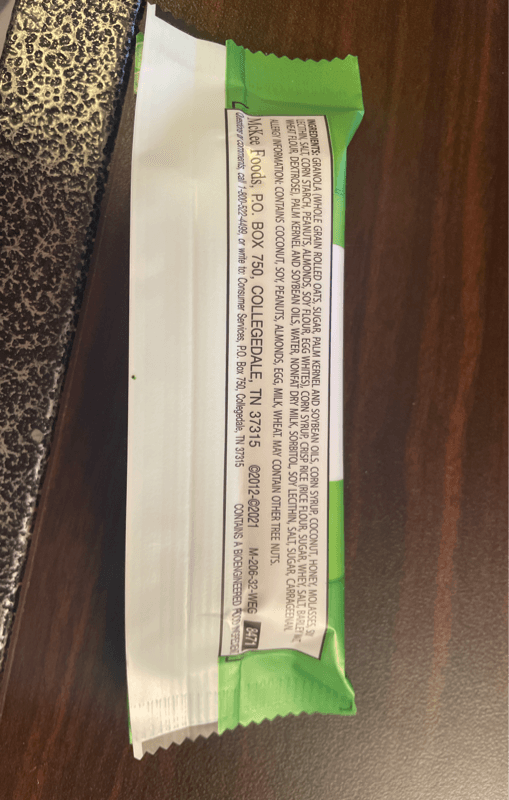 INGREDIENTS: GRANOLA (WHOLE GRAIN ROLLED OATS, SUGAR, PALM KERNEL AND SOYBEAN OILS, CORN SYRUP, COCONUT, HONEY, MOLASSES,
LECITHIN, SALT, CORN STARCH, PEANUTS, ALMONDS, SOY FLOUR, EGG WHITES), CORN SYRUP, CRISP RICE (RICE FLOUR, SUGAR, WHEY, SALT, BARLEY
WHEAT FLOUR, DEXTROSE), PALM KERNEL AND SOYBEAN OILS, WATER, NONFAT DRY MILK, SORBITOL, SOY LECITHIN, SALT, SUGAR, CARRAGEENAN.
ALLERGY INFORMATION: CONTAINS COCONUT, SOY, PEANUTS, ALMONDS, EGG, MILK, WHEAT. MAY CONTAIN OTHER TREE NUTS.
McKee Foods, P.O. BOX 750, COLLEGEDALE, TN 37315 ©2012-©2021 M-206-32-WEG 8471
Questions or comments, call 1-800-522-4499, or write to: Consumer Services, P.O. Box 750, Collegedale, TN 37315 CONTAINS A BIOENGINEERED FOOD